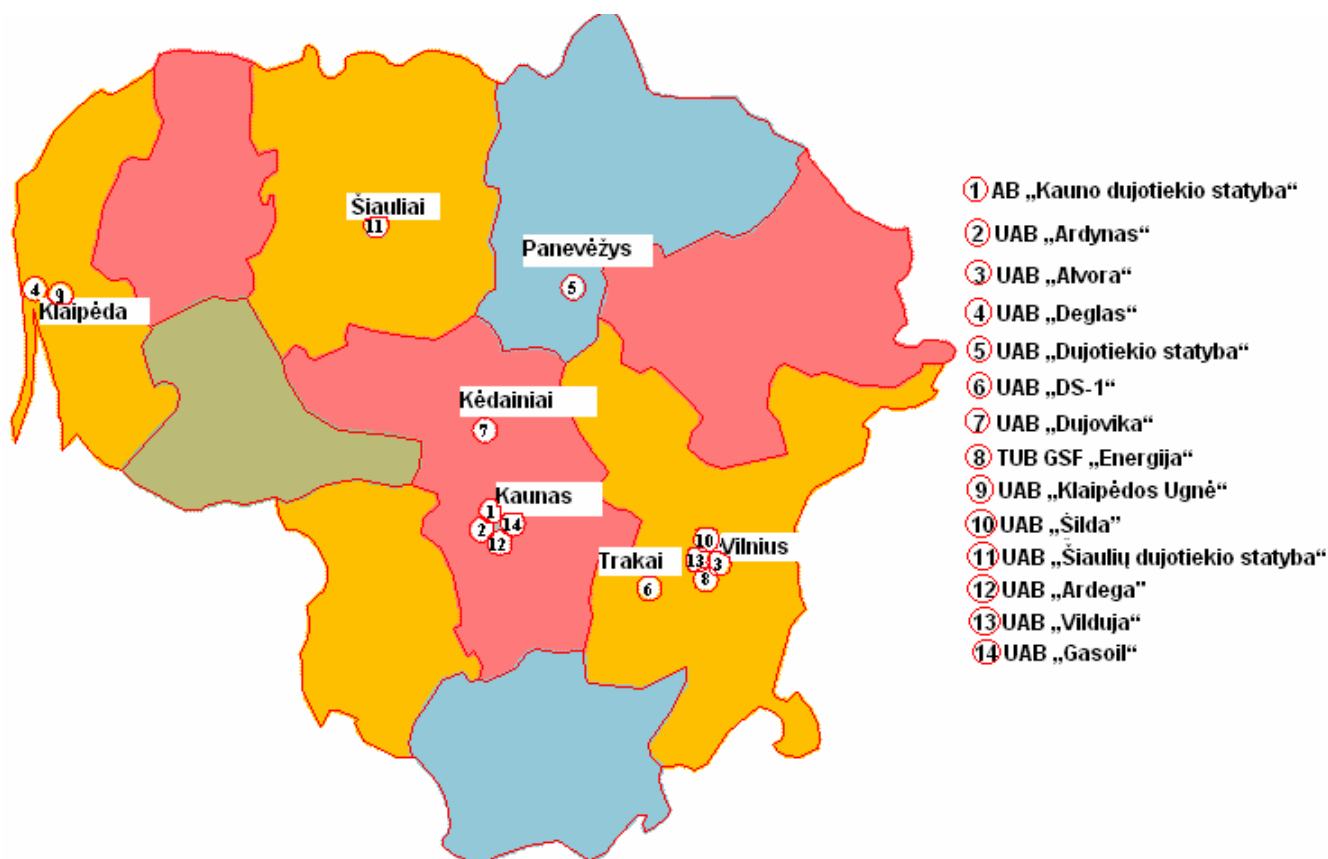 Šiauliai
11
Panevėžys
5
4 9
Klaipėda
Kėdainiai
7
Kaunas
1
14
2
12
Vilnius
10
13 3
8
Trakai
6
1 AB „Kauno dujotiekio statyba“
2 UAB „Ardynas“
3 UAB „Alvora“
4 UAB „Deglas“
5 UAB „Dujotiekio statyba“
6 UAB „DS-1“
7 UAB „Dujovika“
8 TUB GSF „Energija“
9 UAB „Klaipėdos Ugnė“
10 UAB „Šilda”
11 UAB „Šiaulių dujotiekio statyba“
12 UAB „Ardega“
13 UAB „Vilduja“
14 UAB „Gasoil“